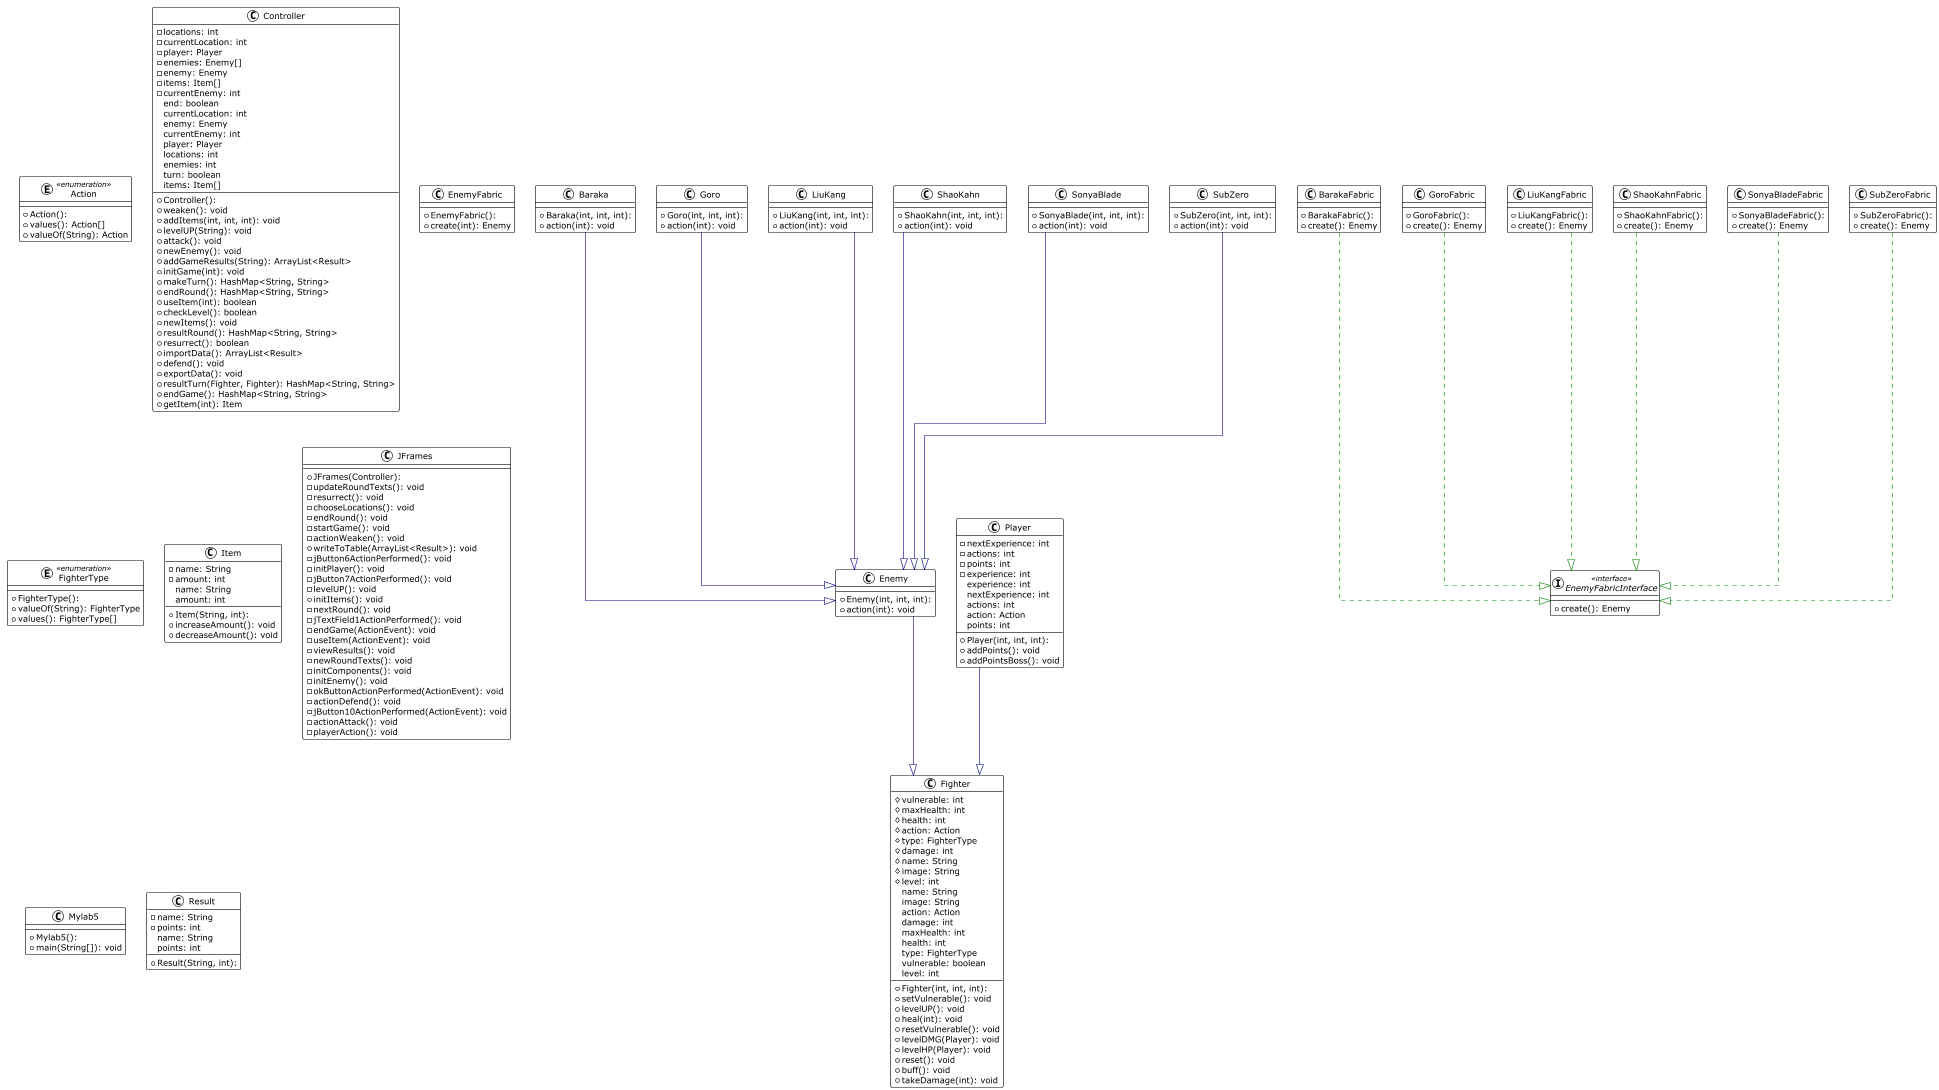 C Controller
locations: int
currentLocation: int
player: Player
enemies: Enemy[]
enemy: Enemy
items: Item[]
currentEnemy: int
end: boolean
currentLocation: int
enemy: Enemy
currentEnemy: int
player: Player
locations: int
enemies: int
turn: boolean
items: Item[]
Controller():
weaken(): void
addItems(int, int, int): void
levelUP(String): void
attack(): void
newEnemy(): void
addGameResults(String): ArrayList<Result>
initGame(int): void
makeTurn(): HashMap<String, String>
endRound(): HashMap<String, String>
useItem(int): boolean
checkLevel(): boolean
newItems(): void
resultRound(): HashMap<String, String>
resurrect(): boolean
importData(): ArrayList<Result>
defend(): void
exportData(): void
resultTurn(Fighter, Fighter): HashMap<String, String>
endGame(): HashMap<String, String>
getItem(int): Item
E «enumeration»
Action
Action():
values(): Action[]
valueOf(String): Action
C EnemyFabric
EnemyFabric():
create(int): Enemy
C Baraka
Baraka(int, int, int):
action(int): void
C Goro
Goro(int, int, int):
action(int): void
C LiuKang
LiuKang(int, int, int):
action(int): void
C ShaoKahn
ShaoKahn(int, int, int):
action(int): void
C SonyaBlade
SonyaBlade(int, int, int):
action(int): void
C SubZero
SubZero(int, int, int):
action(int): void
C BarakaFabric
BarakaFabric():
create(): Enemy
C GoroFabric
GoroFabric():
create(): Enemy
C LiuKangFabric
LiuKangFabric():
create(): Enemy
C ShaoKahnFabric
ShaoKahnFabric():
create(): Enemy
C SonyaBladeFabric
SonyaBladeFabric():
create(): Enemy
C SubZeroFabric
SubZeroFabric():
create(): Enemy
E «enumeration»
FighterType
FighterType():
valueOf(String): FighterType
values(): FighterType[]
C Item
name: String
amount: int
name: String
amount: int
Item(String, int):
increaseAmount(): void
decreaseAmount(): void
C JFrames
JFrames(Controller):
updateRoundTexts(): void
resurrect(): void
chooseLocations(): void
endRound(): void
startGame(): void
actionWeaken(): void
writeToTable(ArrayList<Result>): void
jButton6ActionPerformed(): void
initPlayer(): void
jButton7ActionPerformed(): void
levelUP(): void
initItems(): void
nextRound(): void
jTextField1ActionPerformed(): void
endGame(ActionEvent): void
useItem(ActionEvent): void
viewResults(): void
newRoundTexts(): void
initComponents(): void
initEnemy(): void
okButtonActionPerformed(ActionEvent): void
actionDefend(): void
jButton10ActionPerformed(ActionEvent): void
actionAttack(): void
playerAction(): void
C Enemy
Enemy(int, int, int):
action(int): void
C Player
nextExperience: int
actions: int
points: int
experience: int
experience: int
nextExperience: int
actions: int
action: Action
points: int
Player(int, int, int):
addPoints(): void
addPointsBoss(): void
I «interface»
EnemyFabricInterface
create(): Enemy
C Fighter
vulnerable: int
maxHealth: int
health: int
action: Action
type: FighterType
damage: int
name: String
image: String
level: int
name: String
image: String
action: Action
damage: int
maxHealth: int
health: int
type: FighterType
vulnerable: boolean
level: int
Fighter(int, int, int):
setVulnerable(): void
levelUP(): void
heal(int): void
resetVulnerable(): void
levelDMG(Player): void
levelHP(Player): void
reset(): void
buff(): void
takeDamage(int): void
C Mylab5
Mylab5():
main(String[]): void
C Result
name: String
points: int
name: String
points: int
Result(String, int):